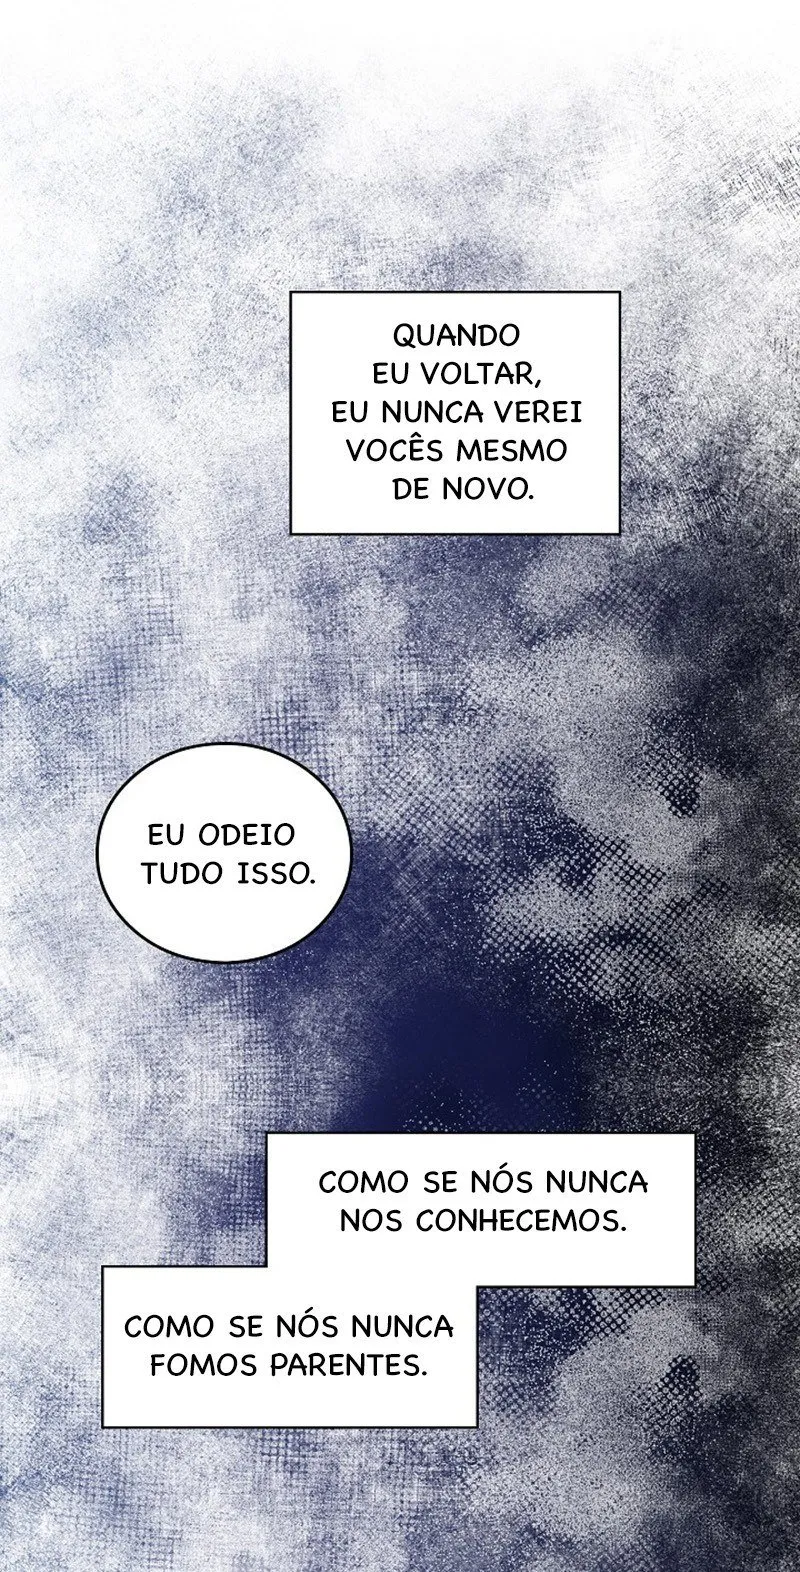 QUANDO
EU VOLTAR,
EU NUNCA VEREI
VOCÊS MESMO
DE NOVO.
EU ODEIO
TUDO ISSO.
COMO SE NÓS NUNCA
NOS CONHECEMOS.
COMO SE NÓS NUNCA
FOMOS PARENTES.